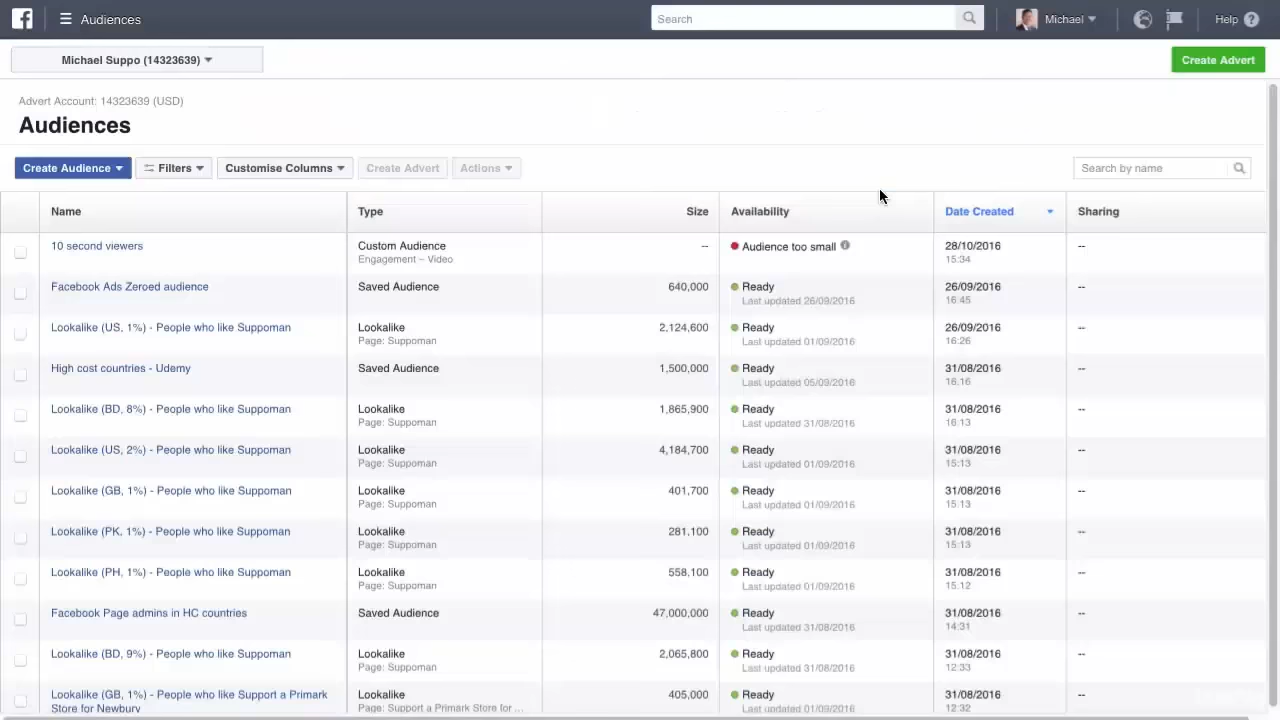 Audiences
Search
Michael
Help
Michael Suppo (14323639)
Create Advert
Advert Account: 14323639 (USD)
Audiences
Create Audience
Filters
Customise Columns
Create Advert
Actions
Search by name
Name Type Size Availability Date Created Sharing
10 second viewers Custom Audience -- Audience too small 28/10/2016 --
Engagement – Video 15:34
Facebook Ads Zeroed audience Saved Audience 640,000 Ready 26/09/2016 --
Last updated 26/09/2016 16:45
Lookalike (US, 1%) - People who like Suppoman Lookalike 2,124,600 Ready 26/09/2016 --
Page: Suppoman Last updated 01/09/2016 16:26
High cost countries - Udemy Saved Audience 1,500,000 Ready 31/08/2016 --
Last updated 05/09/2016 16:16
Lookalike (BD, 8%) - People who like Suppoman Lookalike 1,865,900 Ready 31/08/2016 --
Page: Suppoman Last updated 31/08/2016 16:13
Lookalike (US, 2%) - People who like Suppoman Lookalike 4,184,700 Ready 31/08/2016 --
Page: Suppoman Last updated 01/09/2016 15:13
Lookalike (GB, 1%) - People who like Suppoman Lookalike 401,700 Ready 31/08/2016 --
Page: Suppoman Last updated 01/09/2016 15:13
Lookalike (PK, 1%) - People who like Suppoman Lookalike 281,100 Ready 31/08/2016 --
Page: Suppoman Last updated 01/09/2016 15:13
Lookalike (PH, 1%) - People who like Suppoman Lookalike 558,100 Ready 31/08/2016 --
Page: Suppoman Last updated 01/09/2016 15:12
Facebook Page admins in HC countries Saved Audience 47,000,000 Ready 31/08/2016 --
Last updated 31/08/2016 14:31
Lookalike (BD, 9%) - People who like Suppoman Lookalike 2,065,800 Ready 31/08/2016 --
Page: Suppoman Last updated 31/08/2016 12:33
Lookalike (GB, 1%) - People who like Support a Primark Lookalike 405,000 Ready 31/08/2016 --
Store for Newbury Page: Support a Primark Store for ... Last updated 01/09/2016 12:32